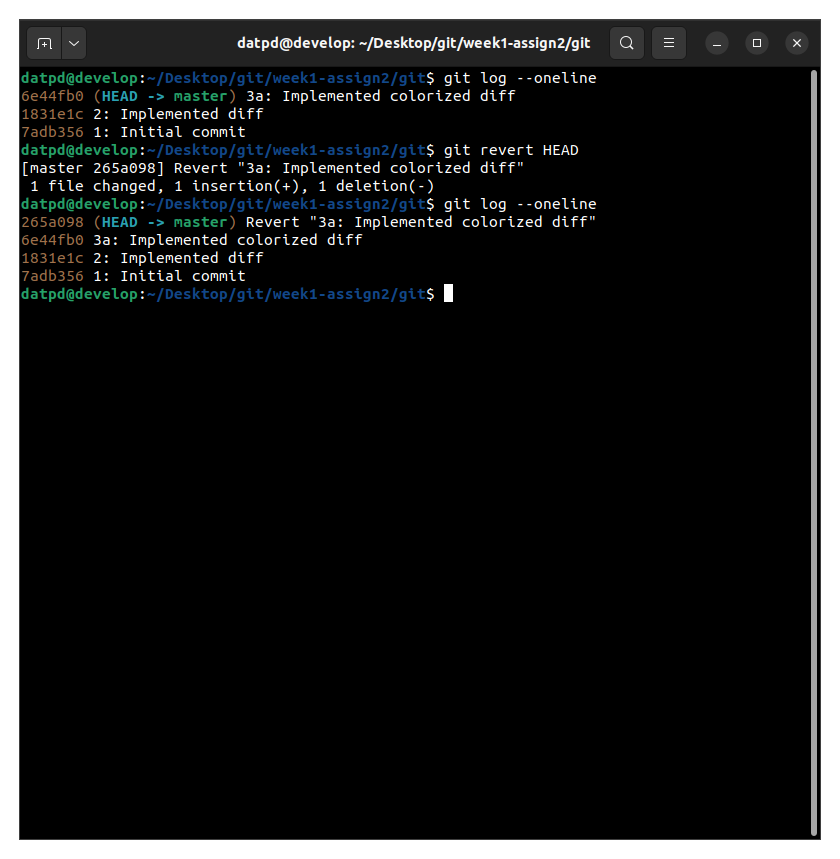 datpd@develop: ~/Desktop/git/week1-assign2/git
datpd@develop:~/Desktop/git/week1-assign2/git$ git log --oneline
6e44fb0 (HEAD -> master) 3a: Implemented colorized diff
1831e1c 2: Implemented diff
7adb356 1: Initial commit
datpd@develop:~/Desktop/git/week1-assign2/git$ git revert HEAD
[master 265a098] Revert "3a: Implemented colorized diff"
 1 file changed, 1 insertion(+), 1 deletion(-)
datpd@develop:~/Desktop/git/week1-assign2/git$ git log --oneline
265a098 (HEAD -> master) Revert "3a: Implemented colorized diff"
6e44fb0 3a: Implemented colorized diff
1831e1c 2: Implemented diff
7adb356 1: Initial commit
datpd@develop:~/Desktop/git/week1-assign2/git$